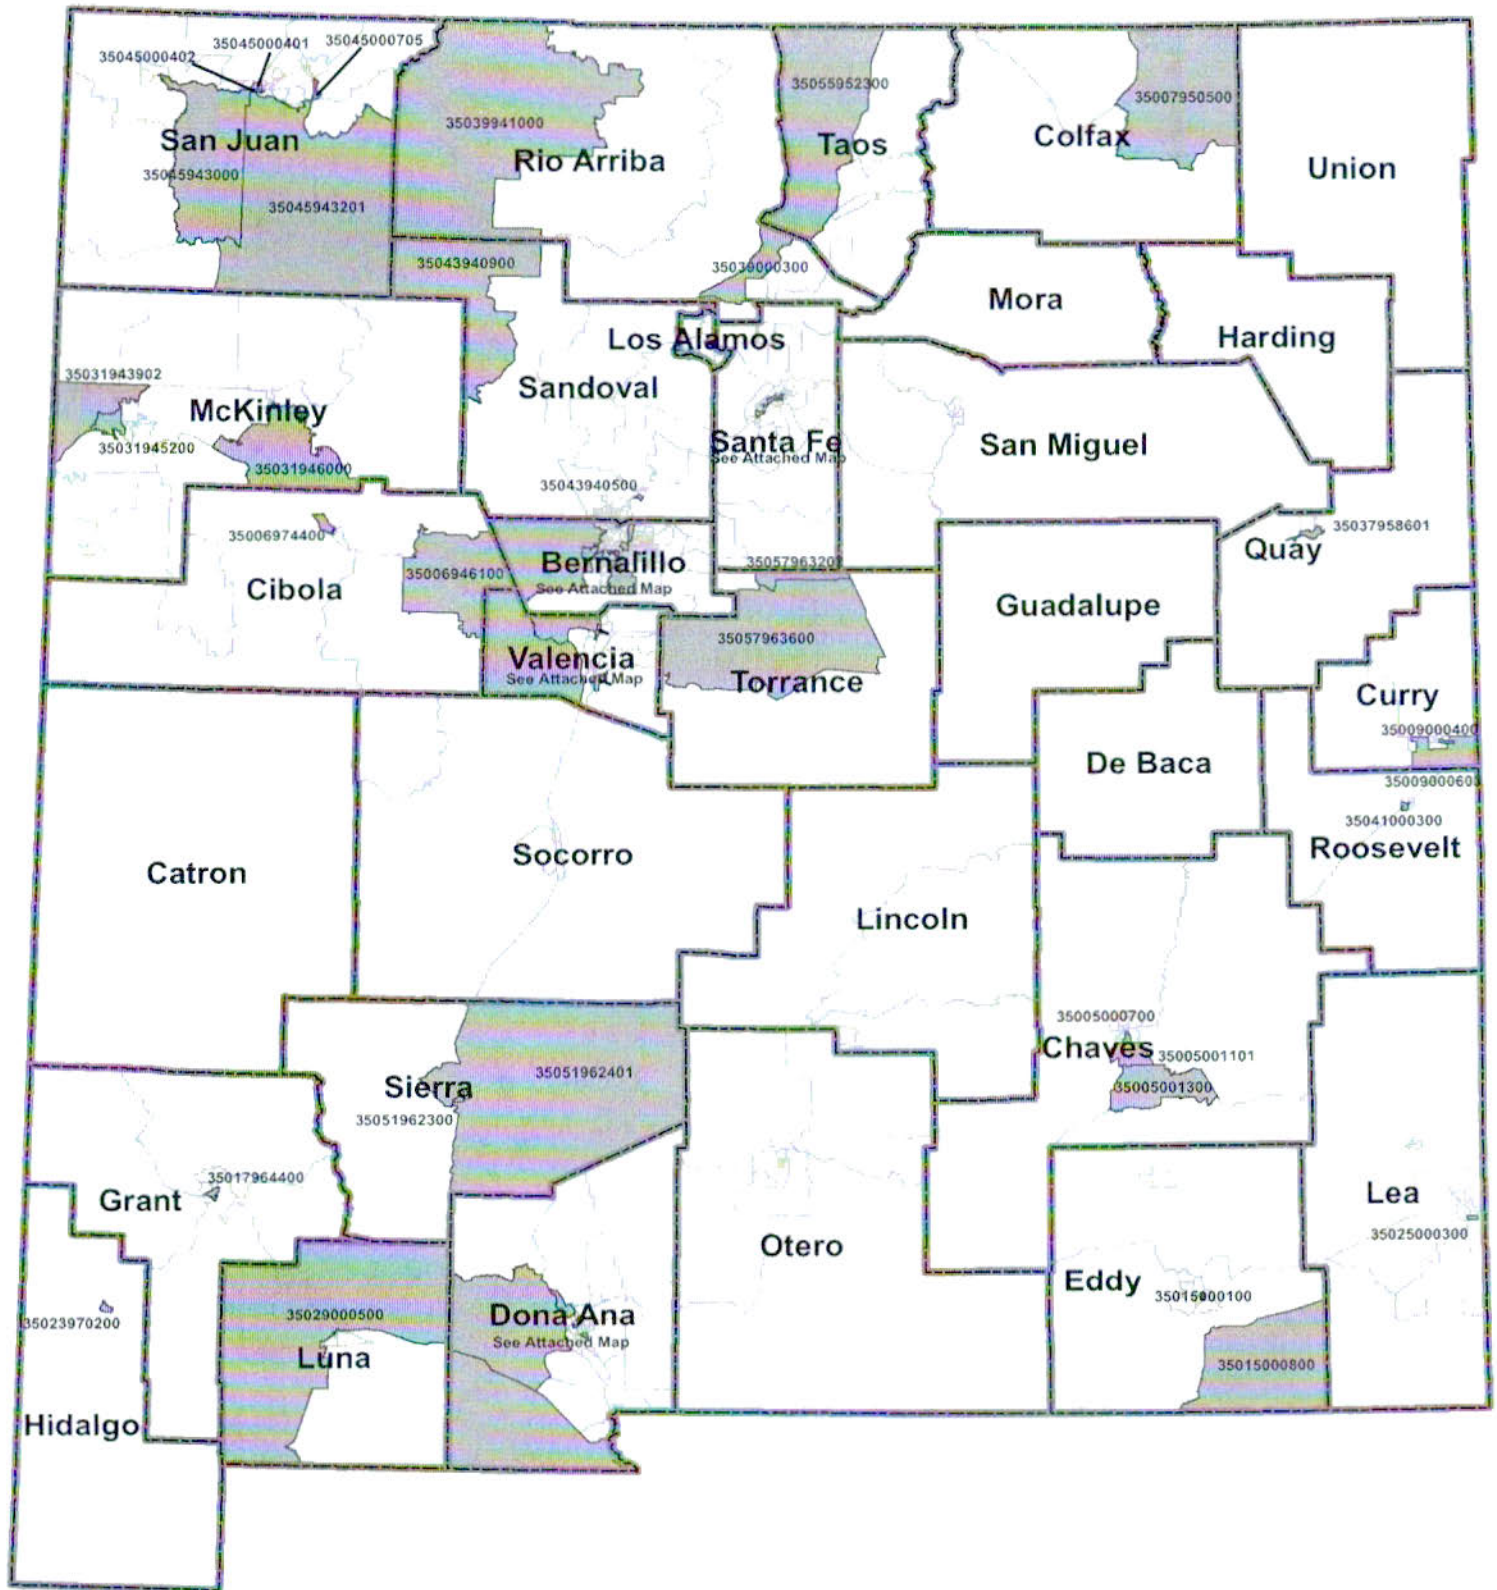 35045000402
35045000401
35045000705
San Juan
35045943000
35045943201
35039941000
Rio Arriba
35055952300
Taos
35007950500
Colfax
Union
35043940900
35039000300
Mora
Harding
Los Alamos
Sandoval
35031943902
McKinley
35031945200
35031946000
Santa Fe
See Attached Map
San Miguel
35043940500
35006974400
Cibola
35006946100
Bernalillo
See Attached Map
35037958601
Quay
Guadalupe
35057963600
Torrance
Valencia
See Attached Map
Curry
35009000400
De Baca
35041000300
Roosevelt
Catron
Socorro
Lincoln
35005000700
Chaves
35005001101
35005001300
Sierra
35051962401
35051962300
Grant
35017964400
Lea
35025000300
Otero
Eddy
35015000100
35015000800
35023970200
Hidalgo
35029000500
Luna
Dona Ana
See Attached Map